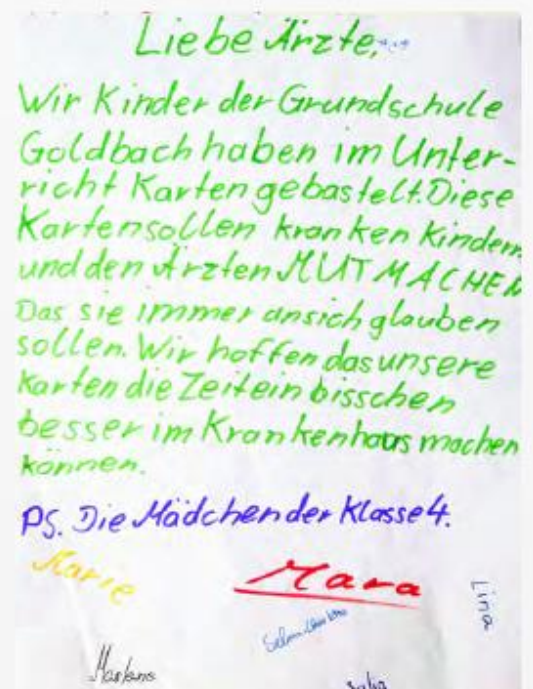 Liebe Ärzte,
Wir Kinder der Grundschule
Goldbach haben im Unter-
richt Karten gebastelt. Diese
Karten sollen kranken Kindern
und den Ärzten MUT MACHEN
Das sie immer an sich glauben
sollen. Wir hoffen das unsere
Karten die Zeit ein bisschen
besser im Krankenhaus machen
können.
PS. Die Mädchen der Klasse 4.
Marie
Mara
Lina